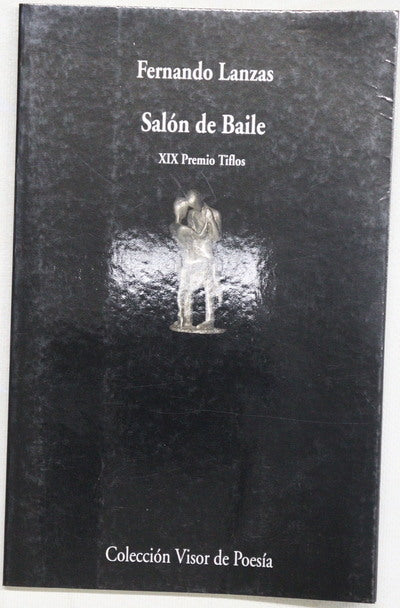 Fernando Lanzas
Salón de Baile
XIX Premio Tiflos
Colección Visor de Poesía